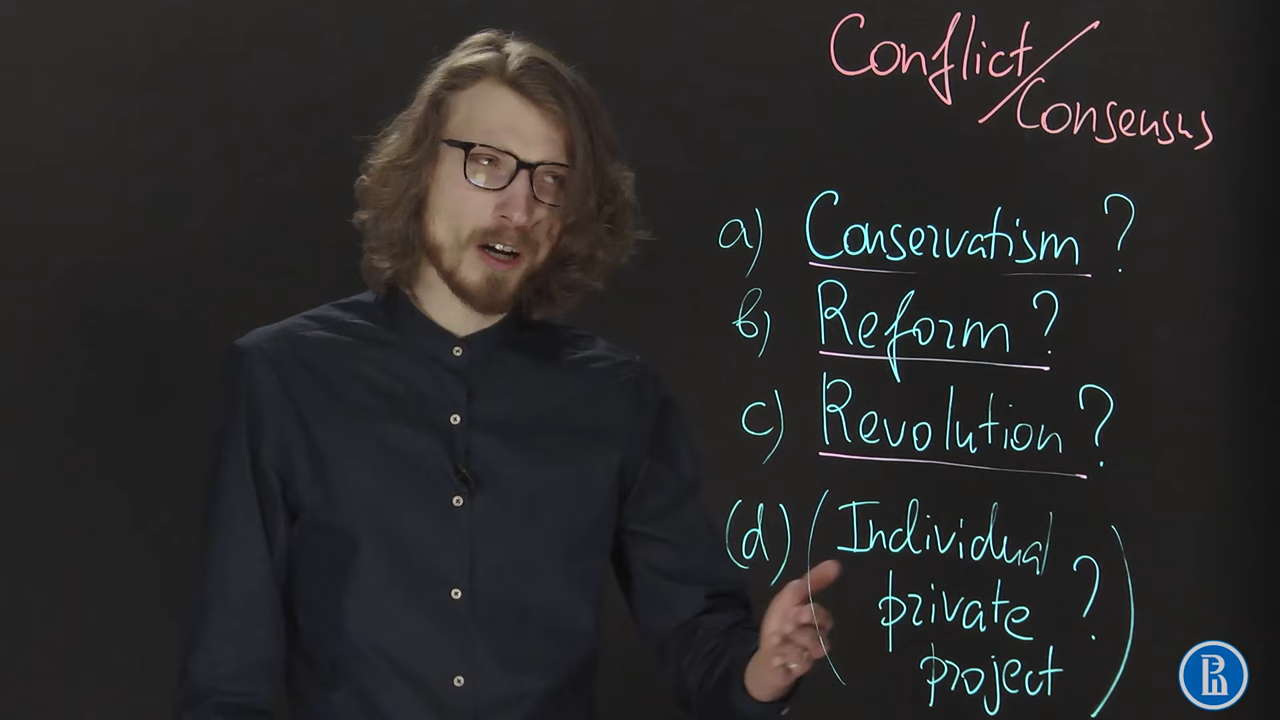 Conflict/
Consensus
a) Conservatism?
b) Reform?
c) Revolution?
(d) (Individual
private ?
project)